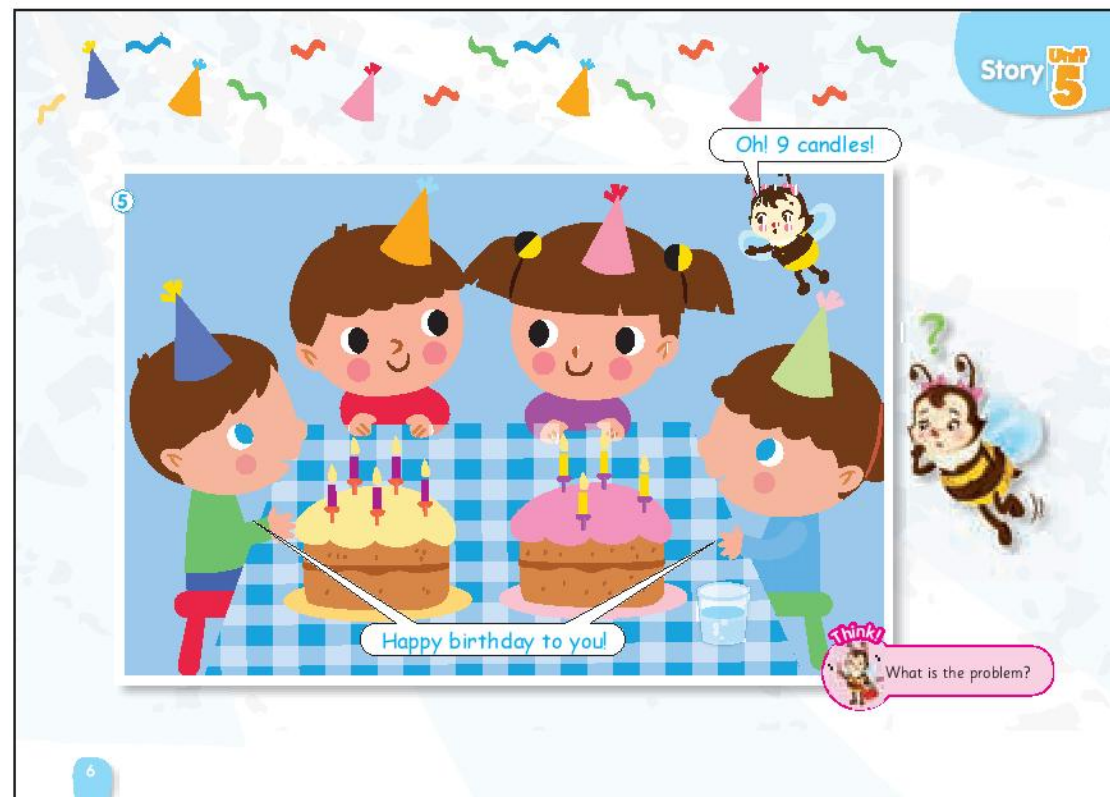 Story
Unit
5
Oh! 9 candles!
5
?
Happy birthday to you!
Think!
What is the problem?
6